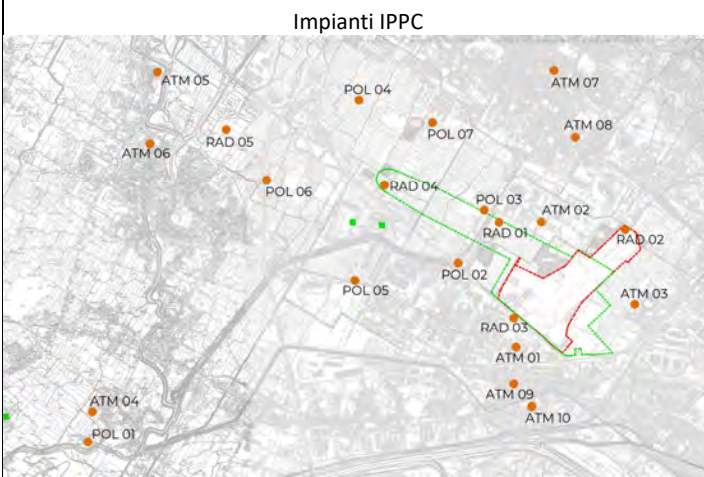 Impianti IPPC
ATM 05
ATM 07
POL 04
POL 07
ATM 08
RAD 05
ATM 06
POL 06
RAD 04
POL 03
RAD 01
ATM 02
RAD 02
POL 02
POL 05
ATM 03
RAD 03
ATM 01
ATM 09
ATM 10
ATM 04
POL 01